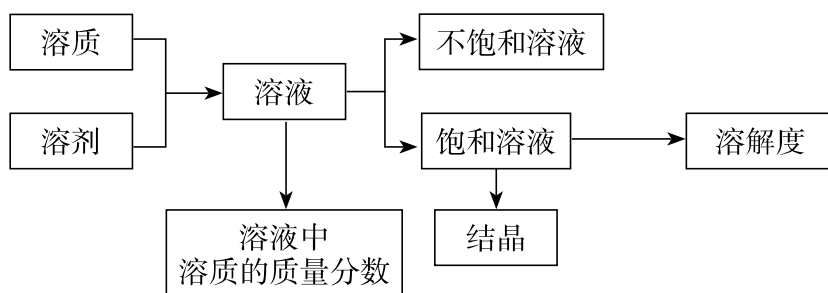 溶质
溶剂
溶液
不饱和溶液
饱和溶液
溶解度
溶液中
溶质的质量分数
结晶